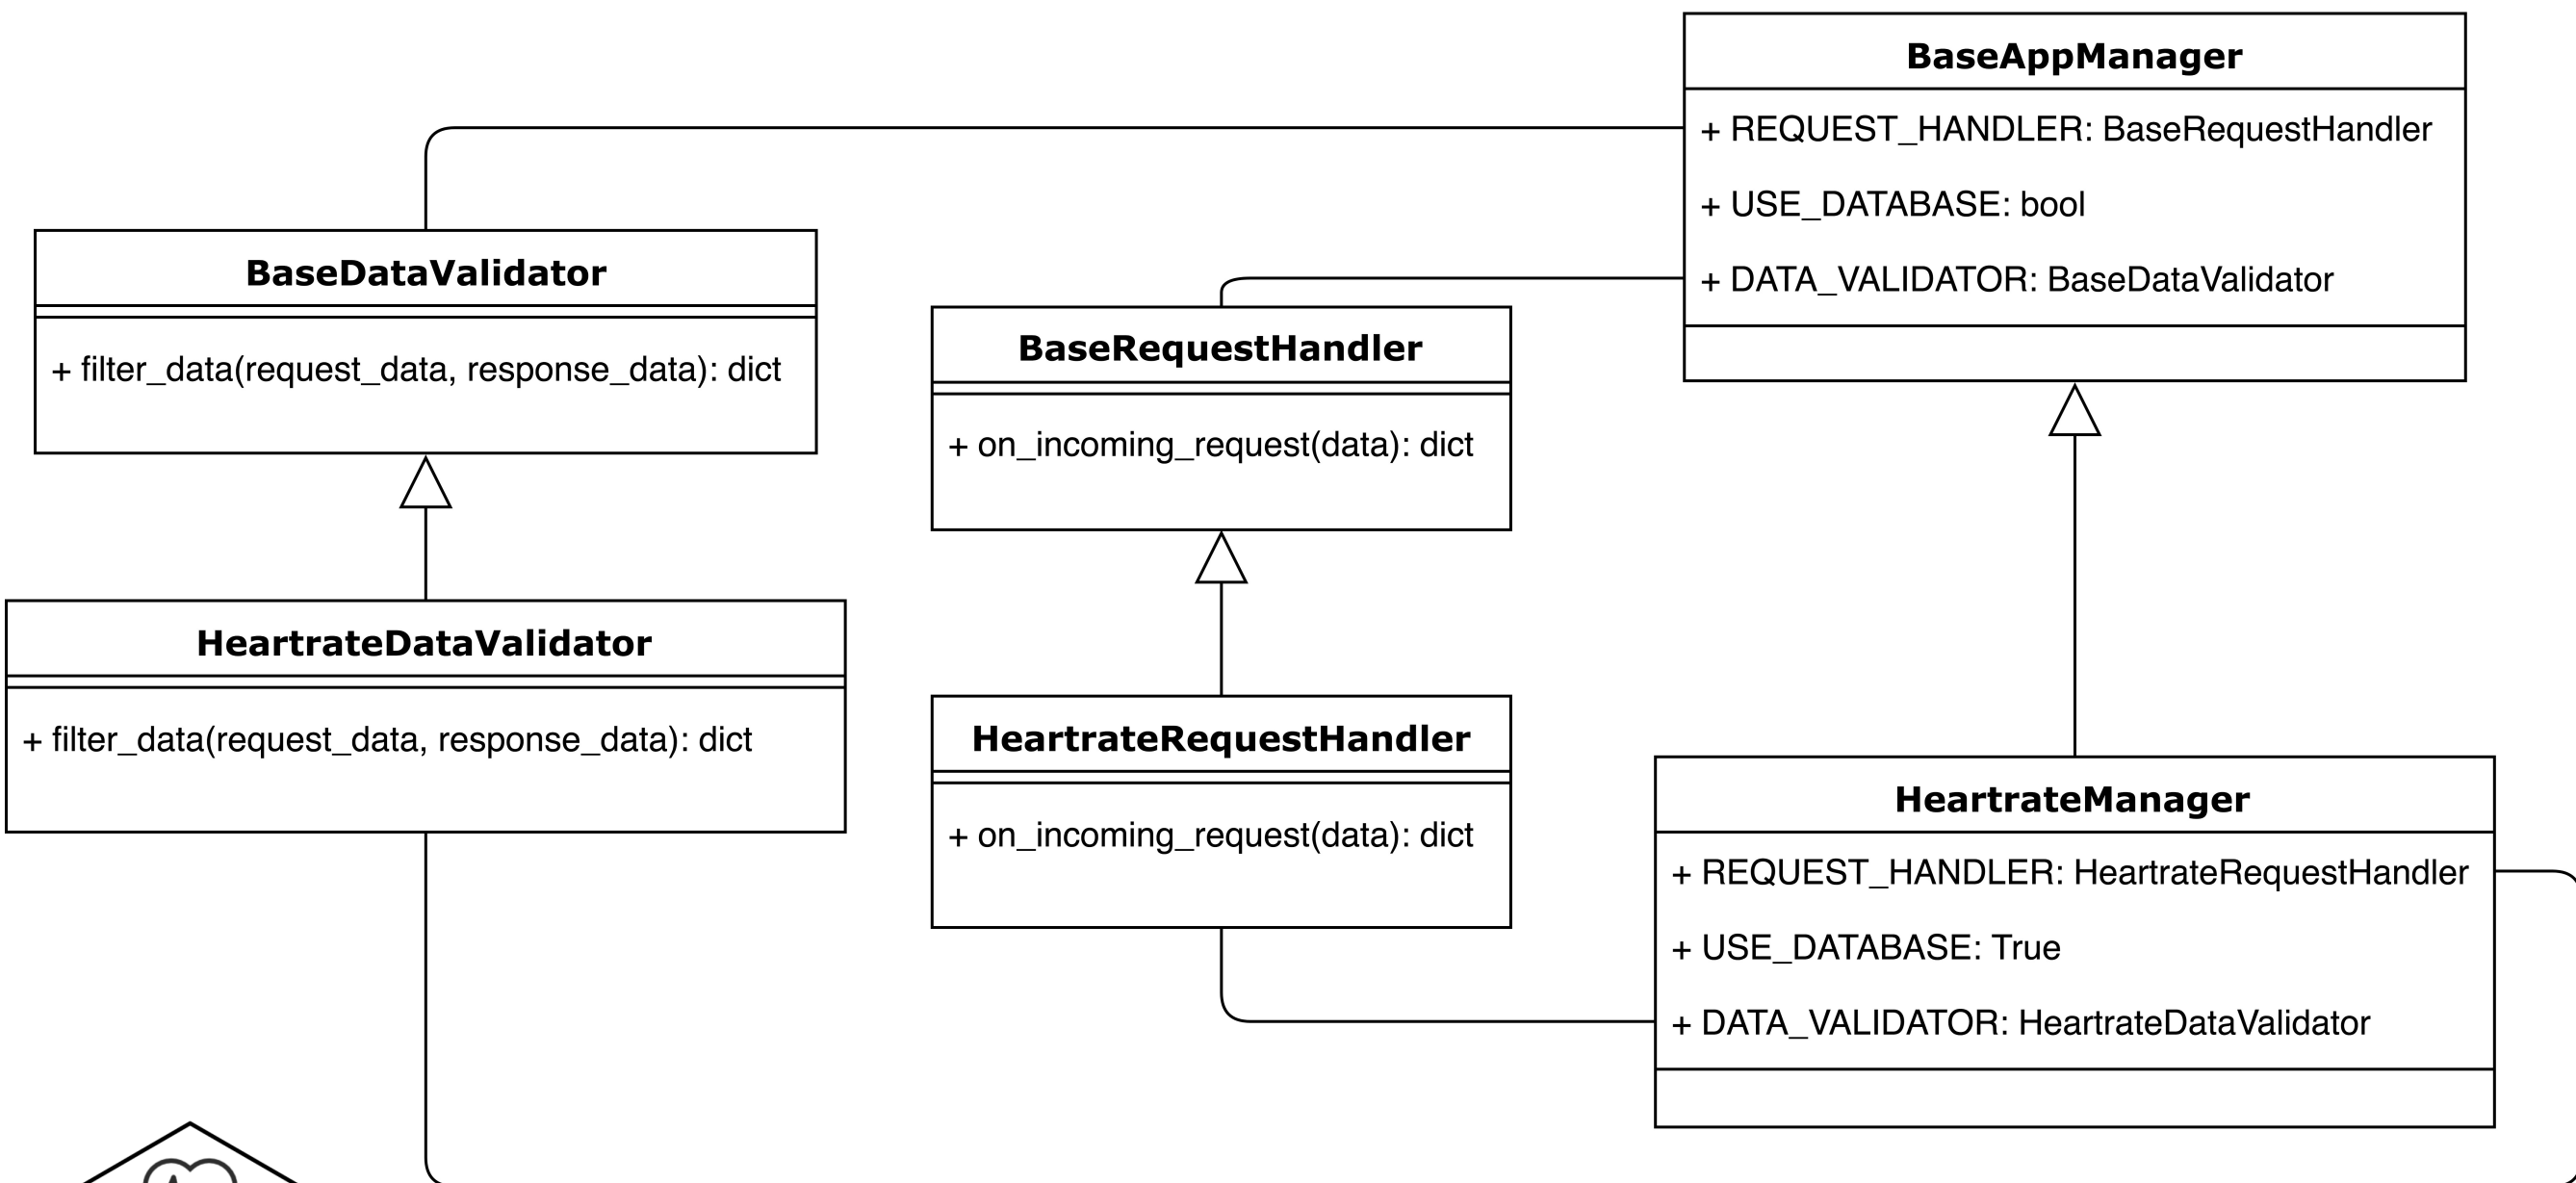 BaseAppManager
+ REQUEST_HANDLER: BaseRequestHandler
+ USE_DATABASE: bool
+ DATA_VALIDATOR: BaseDataValidator
BaseDataValidator
+ filter_data(request_data, response_data): dict
BaseRequestHandler
+ on_incoming_request(data): dict
HeartrateDataValidator
+ filter_data(request_data, response_data): dict
HeartrateRequestHandler
+ on_incoming_request(data): dict
HeartrateManager
+ REQUEST_HANDLER: HeartrateRequestHandler
+ USE_DATABASE: True
+ DATA_VALIDATOR: HeartrateDataValidator